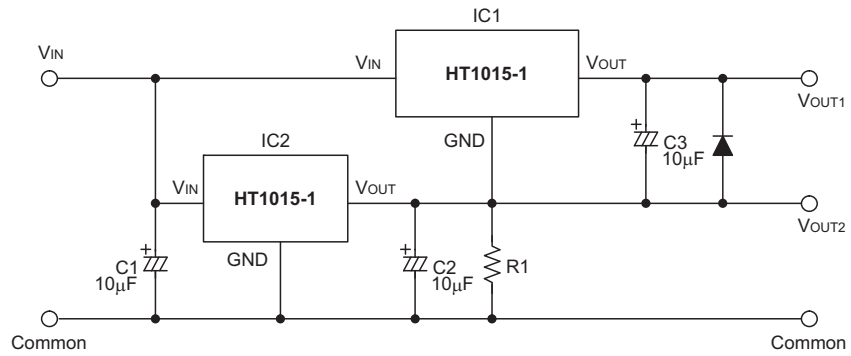 IC1
VIN
VIN
HT1015-1
VOUT
VOUT1
GND
C3
10µF
IC2
VIN
HT1015-1
VOUT
VOUT2
GND
C1
10µF
C2
10µF
R1
Common
Common